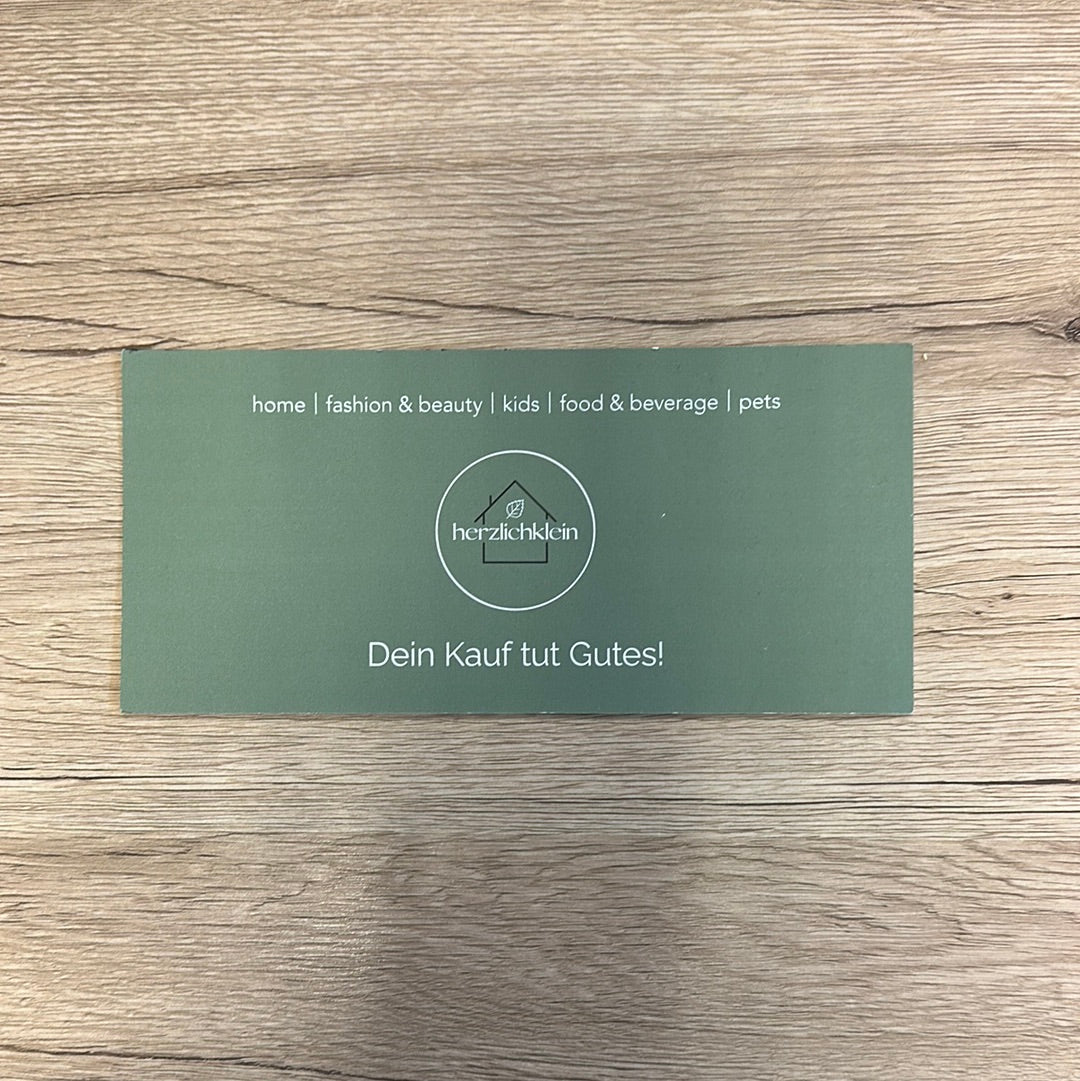 home | fashion & beauty | kids | food & beverage | pets
herzlichklein
Dein Kauf tut Gutes!